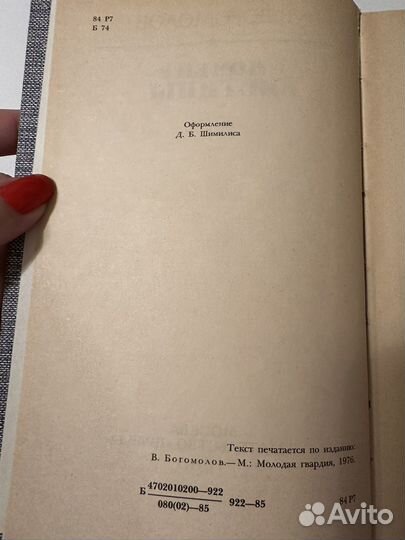 84 Р7
Б 74
Оформление
Д. Б. Шимилиса
Текст печатается по изданию:
В. Богомолов.—М.: Молодая гвардия, 1976.
Б 4702010200—922
080(02)—85
922—85
84 Р7
Avito